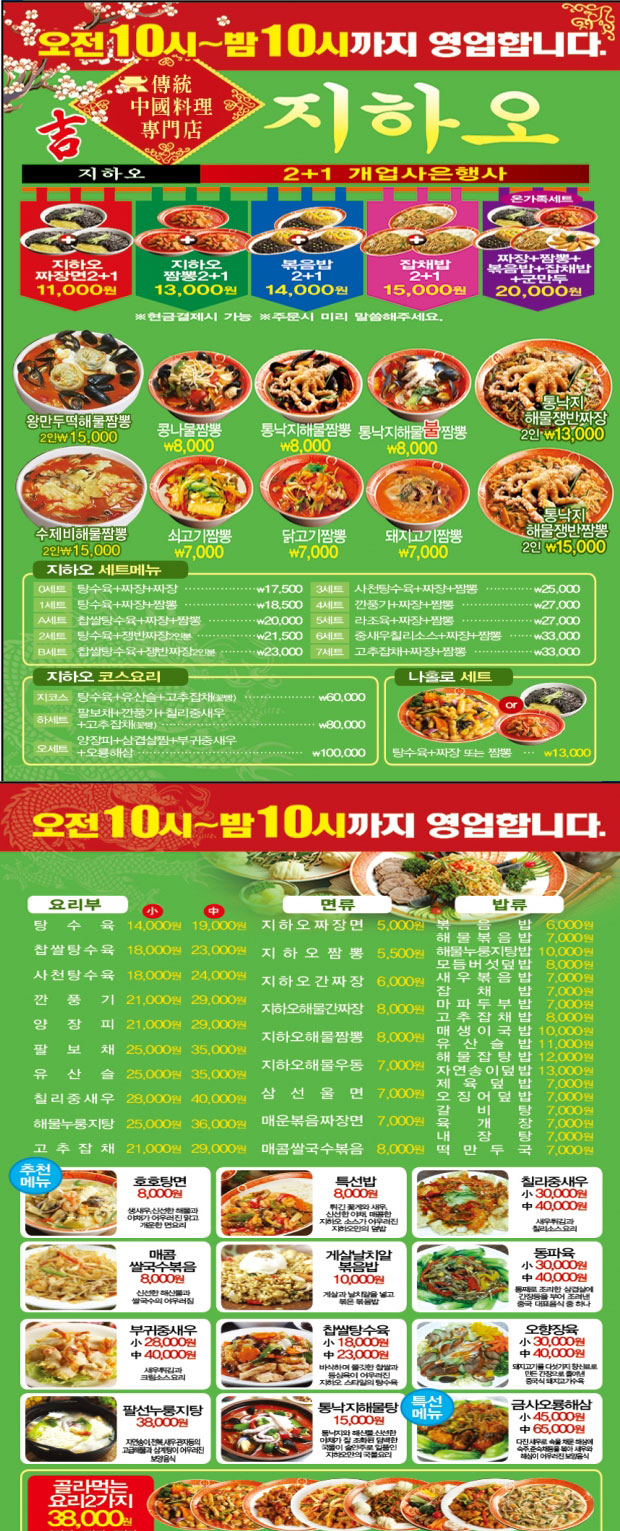 오전10시~밤10시까지 영업합니다.
傳統
中國料理
專門店
吉
지하오
지하오
2+1 개업사은행사
온가족세트
지하오
짜장면2+1
11,000원
지하오
짬뽕2+1
13,000원
볶음밥
2+1
14,000원
잡채밥
2+1
15,000원
짜장+짬뽕+
볶음밥+잡채밥
+군만두
20,000원
※현금결제시 가능 ※주문시 미리 말씀해주세요.
왕만두떡해물짬뽕
2인₩15,000
콩나물짬뽕
₩8,000
통낙지해물짬뽕
₩8,000
통낙지해물불짬뽕
₩8,000
통낙지
해물쟁반짜장
2인 ₩13,000
수제비해물짬뽕
2인₩15,000
쇠고기짬뽕
₩7,000
닭고기짬뽕
₩7,000
돼지고기짬뽕
₩7,000
통낙지
해물쟁반짬뽕
2인 ₩15,000
지하오 세트메뉴
0세트 탕수육+짜장+짜장 ₩17,500
1세트 탕수육+짜장+짬뽕 ₩18,500
A세트 찹쌀탕수육+짜장+짬뽕 ₩20,000
2세트 탕수육+쟁반짜장2인분 ₩21,500
B세트 찹쌀탕수육+쟁반짜장2인분 ₩23,000
3세트 사천탕수육+짜장+짬뽕 ₩25,000
4세트 깐풍기+짜장+짬뽕 ₩27,000
5세트 라조육+짜장+짬뽕 ₩27,000
6세트 중새우칠리소스+짜장+짬뽕 ₩33,000
7세트 고추잡채+짜장+짬뽕 ₩33,000
지하오 코스요리
지코스 탕수육+유산슬+고추잡채(꽃빵) ₩60,000
하세트 팔보채+깐풍기+칠리중새우
+고추잡채(꽃빵) ₩80,000
오세트 양장피+삼겹살찜+부귀중새우
+오룡해삼 ₩100,000
나홀로 세트
or
탕수육+짜장 또는 짬뽕 ₩13,000
오전10시~밤10시까지 영업합니다.
요리부 小 中
탕수육 14,000원 19,000원
찹쌀탕수육 18,000원 23,000원
사천탕수육 18,000원 24,000원
깐풍기 21,000원 29,000원
양장피 21,000원 29,000원
팔보채 25,000원 35,000원
유산슬 25,000원 35,000원
칠리중새우 28,000원 40,000원
해물누룽지탕 25,000원 36,000원
고추잡채 21,000원 29,000원
면류
지하오짜장면 5,000원
지하오짬뽕 5,500원
지하오간짜장 6,000원
지하오해물간짜장 8,000원
지하오해물짬뽕 8,000원
지하오해물우동 7,000원
삼선울면 7,000원
매운볶음짜장면 7,000원
매콤쌀국수볶음 8,000원
밥류
볶음밥 6,000원
해물볶음밥 7,000원
해물누룽지탕밥 10,000원
모듬버섯덮밥 8,000원
새우볶음밥 7,000원
잡채밥 7,000원
마파두부밥 7,000원
고추잡채밥 8,000원
매생이국밥 10,000원
유산슬밥 11,000원
해물잡탕밥 12,000원
자연송이덮밥 13,000원
제육덮밥 7,000원
오징어덮밥 7,000원
갈비탕 7,000원
육개장 7,000원
내장탕 7,000원
떡만두국 7,000원
추천
메뉴
호호탕면
8,000원
생새우,신선한 해물과
야채가 어우러진 맑고
개운한 면요리
특선밥
8,000원
튀긴 꽃게와 새우,
신선한 야채, 매콤한
지하오 소스가 어우러진
지하오만의 덮밥
칠리중새우
小 30,000원
中 40,000원
새우튀김과
칠리소스요리
매콤
쌀국수볶음
8,000원
신선한 해산물과
쌀국수의 어우러짐
게살날치알
볶음밥
10,000원
게살과 날치알을 넣고
볶은 볶음밥
동파육
小 30,000원
中 40,000원
통째로 조리한 삼겹살에
간장등을 부어 조려낸
중국 대표음식 중 하나
부귀중새우
小 28,000원
中 40,000원
새우튀김과
크림소스요리
찹쌀탕수육
小 18,000원
中 23,000원
바삭하며 쫄깃한 찹쌀과
등심육이 어우러진
지하오 스타일의 탕수육
오향장육
小 30,000원
中 40,000원
돼지고기를 다섯가지 향신료로
만든 간장으로 졸여낸
중국식 돼지고기수육
팔선누룽지탕
38,000원
자연송이,전복,새우,관자등의
고급해물과 삼계탕이 어우러진
보양음식
통낙지해물탕
15,000원
통낙지와 해산물,신선한
야채가 잘 조화된 담백한
국물이 술안주로 일품인
지하오만의 국물요리
특선
메뉴
금사오룡해삼
小 45,000원
中 65,000원
다진 새우로 속을 채운 해삼에
숙주,죽순채등을 볶아 새우와
해삼이 어우러진 보양음식
골라먹는
요리2가지
38,000원